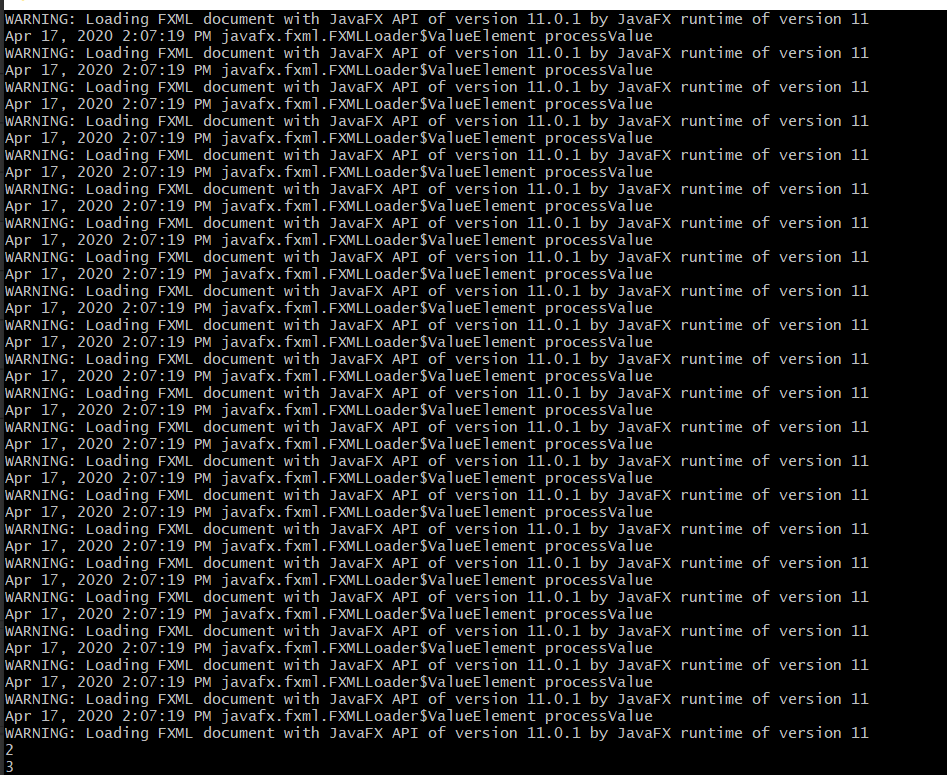 WARNING: Loading FXML document with JavaFX API of version 11.0.1 by JavaFX runtime of version 11
Apr 17, 2020 2:07:19 PM javafx.fxml.FXMLLoader$ValueElement processValue
WARNING: Loading FXML document with JavaFX API of version 11.0.1 by JavaFX runtime of version 11
Apr 17, 2020 2:07:19 PM javafx.fxml.FXMLLoader$ValueElement processValue
WARNING: Loading FXML document with JavaFX API of version 11.0.1 by JavaFX runtime of version 11
Apr 17, 2020 2:07:19 PM javafx.fxml.FXMLLoader$ValueElement processValue
WARNING: Loading FXML document with JavaFX API of version 11.0.1 by JavaFX runtime of version 11
Apr 17, 2020 2:07:19 PM javafx.fxml.FXMLLoader$ValueElement processValue
WARNING: Loading FXML document with JavaFX API of version 11.0.1 by JavaFX runtime of version 11
Apr 17, 2020 2:07:19 PM javafx.fxml.FXMLLoader$ValueElement processValue
WARNING: Loading FXML document with JavaFX API of version 11.0.1 by JavaFX runtime of version 11
Apr 17, 2020 2:07:19 PM javafx.fxml.FXMLLoader$ValueElement processValue
WARNING: Loading FXML document with JavaFX API of version 11.0.1 by JavaFX runtime of version 11
Apr 17, 2020 2:07:19 PM javafx.fxml.FXMLLoader$ValueElement processValue
WARNING: Loading FXML document with JavaFX API of version 11.0.1 by JavaFX runtime of version 11
Apr 17, 2020 2:07:19 PM javafx.fxml.FXMLLoader$ValueElement processValue
WARNING: Loading FXML document with JavaFX API of version 11.0.1 by JavaFX runtime of version 11
Apr 17, 2020 2:07:19 PM javafx.fxml.FXMLLoader$ValueElement processValue
WARNING: Loading FXML document with JavaFX API of version 11.0.1 by JavaFX runtime of version 11
Apr 17, 2020 2:07:19 PM javafx.fxml.FXMLLoader$ValueElement processValue
WARNING: Loading FXML document with JavaFX API of version 11.0.1 by JavaFX runtime of version 11
Apr 17, 2020 2:07:19 PM javafx.fxml.FXMLLoader$ValueElement processValue
WARNING: Loading FXML document with JavaFX API of version 11.0.1 by JavaFX runtime of version 11
Apr 17, 2020 2:07:19 PM javafx.fxml.FXMLLoader$ValueElement processValue
WARNING: Loading FXML document with JavaFX API of version 11.0.1 by JavaFX runtime of version 11
Apr 17, 2020 2:07:19 PM javafx.fxml.FXMLLoader$ValueElement processValue
WARNING: Loading FXML document with JavaFX API of version 11.0.1 by JavaFX runtime of version 11
Apr 17, 2020 2:07:19 PM javafx.fxml.FXMLLoader$ValueElement processValue
WARNING: Loading FXML document with JavaFX API of version 11.0.1 by JavaFX runtime of version 11
Apr 17, 2020 2:07:19 PM javafx.fxml.FXMLLoader$ValueElement processValue
WARNING: Loading FXML document with JavaFX API of version 11.0.1 by JavaFX runtime of version 11
Apr 17, 2020 2:07:19 PM javafx.fxml.FXMLLoader$ValueElement processValue
WARNING: Loading FXML document with JavaFX API of version 11.0.1 by JavaFX runtime of version 11
Apr 17, 2020 2:07:19 PM javafx.fxml.FXMLLoader$ValueElement processValue
WARNING: Loading FXML document with JavaFX API of version 11.0.1 by JavaFX runtime of version 11
Apr 17, 2020 2:07:19 PM javafx.fxml.FXMLLoader$ValueElement processValue
WARNING: Loading FXML document with JavaFX API of version 11.0.1 by JavaFX runtime of version 11
Apr 17, 2020 2:07:19 PM javafx.fxml.FXMLLoader$ValueElement processValue
WARNING: Loading FXML document with JavaFX API of version 11.0.1 by JavaFX runtime of version 11
Apr 17, 2020 2:07:19 PM javafx.fxml.FXMLLoader$ValueElement processValue
WARNING: Loading FXML document with JavaFX API of version 11.0.1 by JavaFX runtime of version 11
Apr 17, 2020 2:07:19 PM javafx.fxml.FXMLLoader$ValueElement processValue
WARNING: Loading FXML document with JavaFX API of version 11.0.1 by JavaFX runtime of version 11
2
3